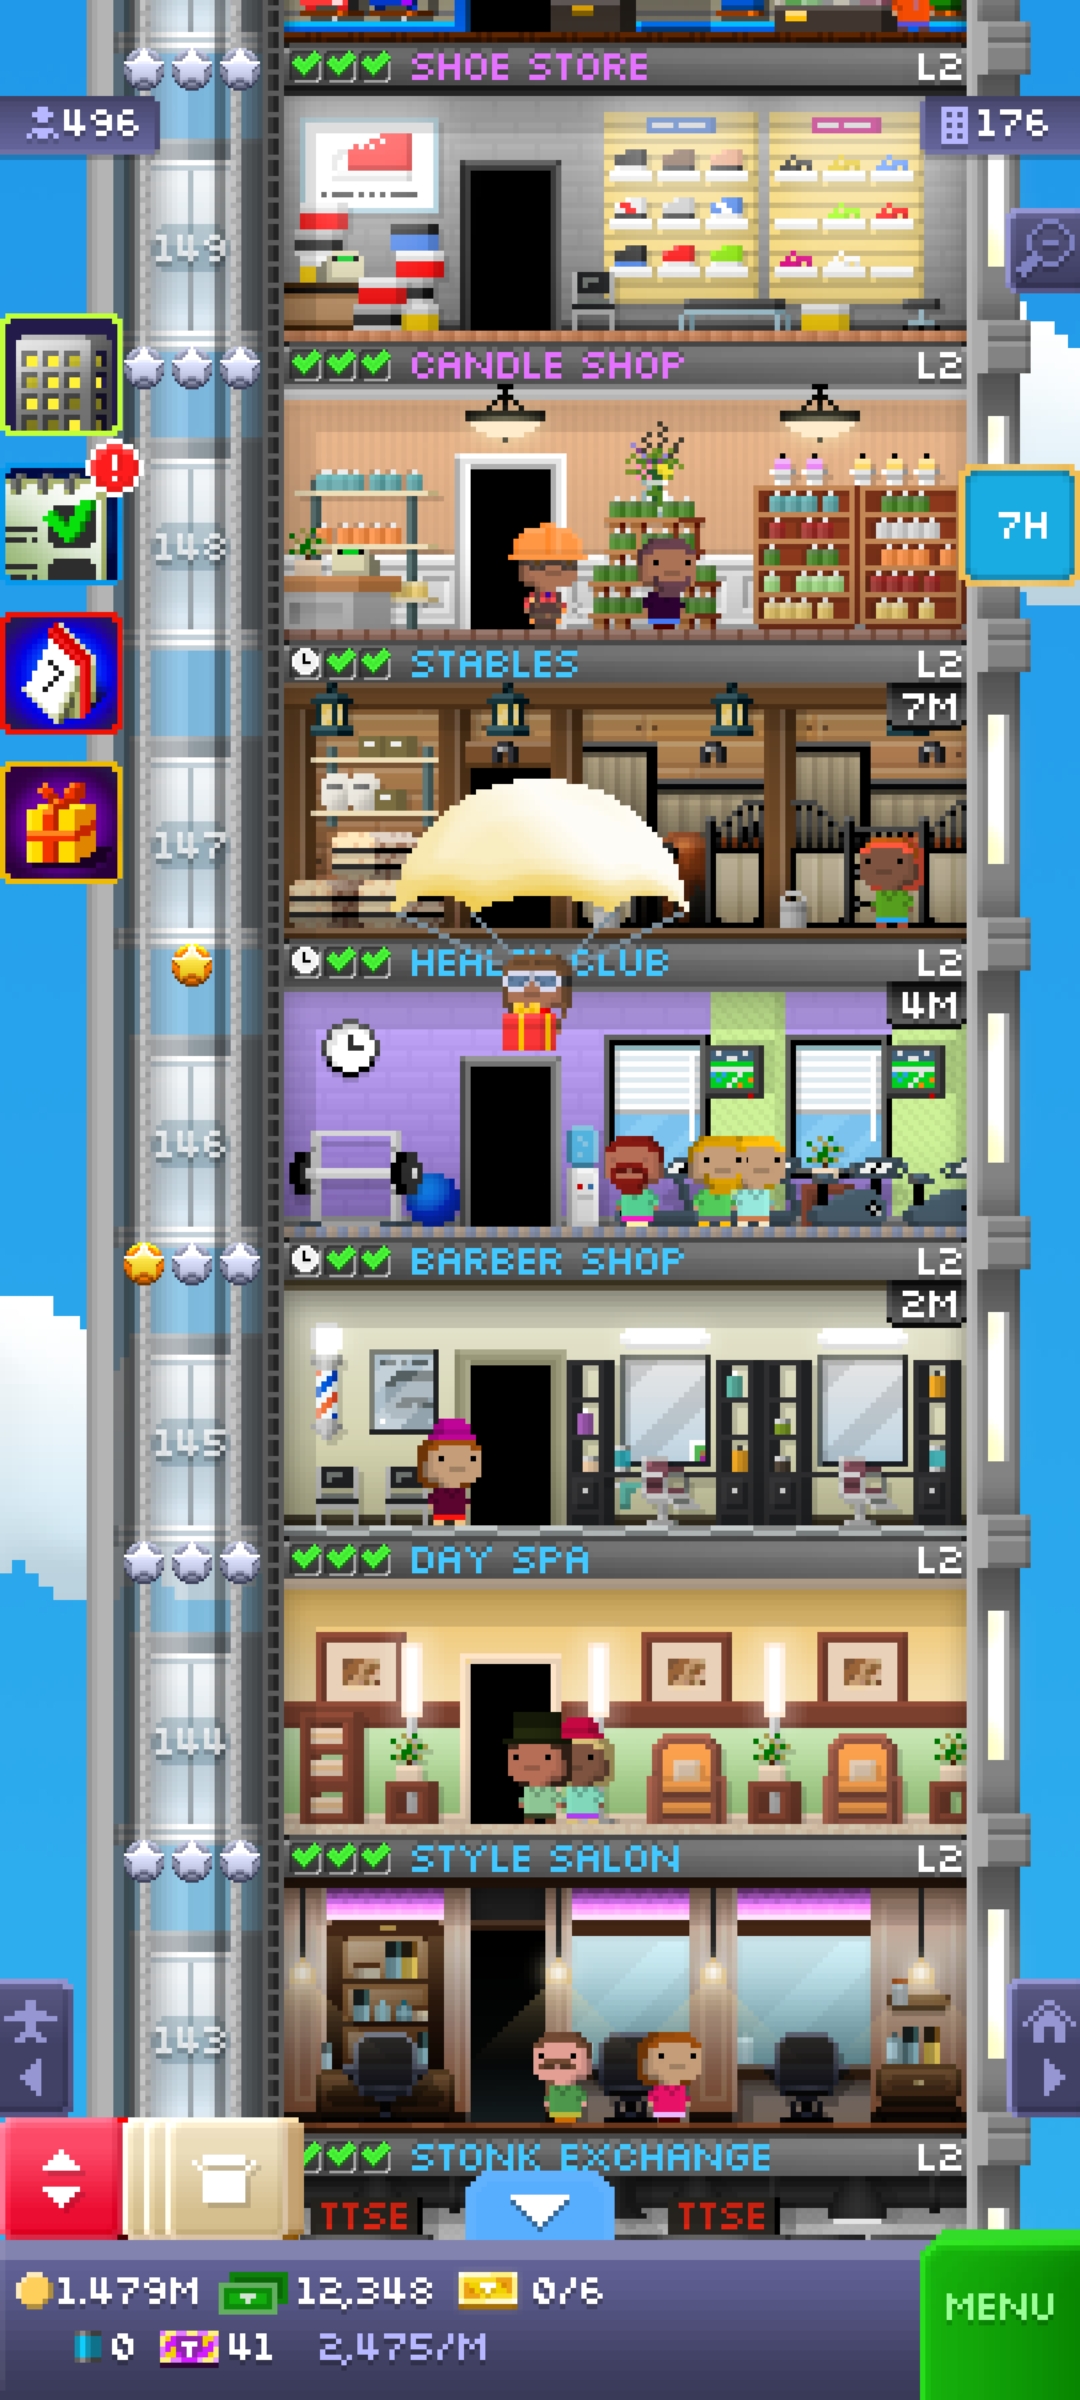 SHOE STORE L2
496
176
149
CANDLE SHOP L2
7H
148
STABLES L2
7M
147
HEAL CLUB L2
4M
146
BARBER SHOP L2
2M
145
DAY SPA L2
144
STYLE SALON L2
143
STONK EXCHANGE L2
TTSE TTSE
1.479M 12,348 0/6
0 41 2,475/M
MENU